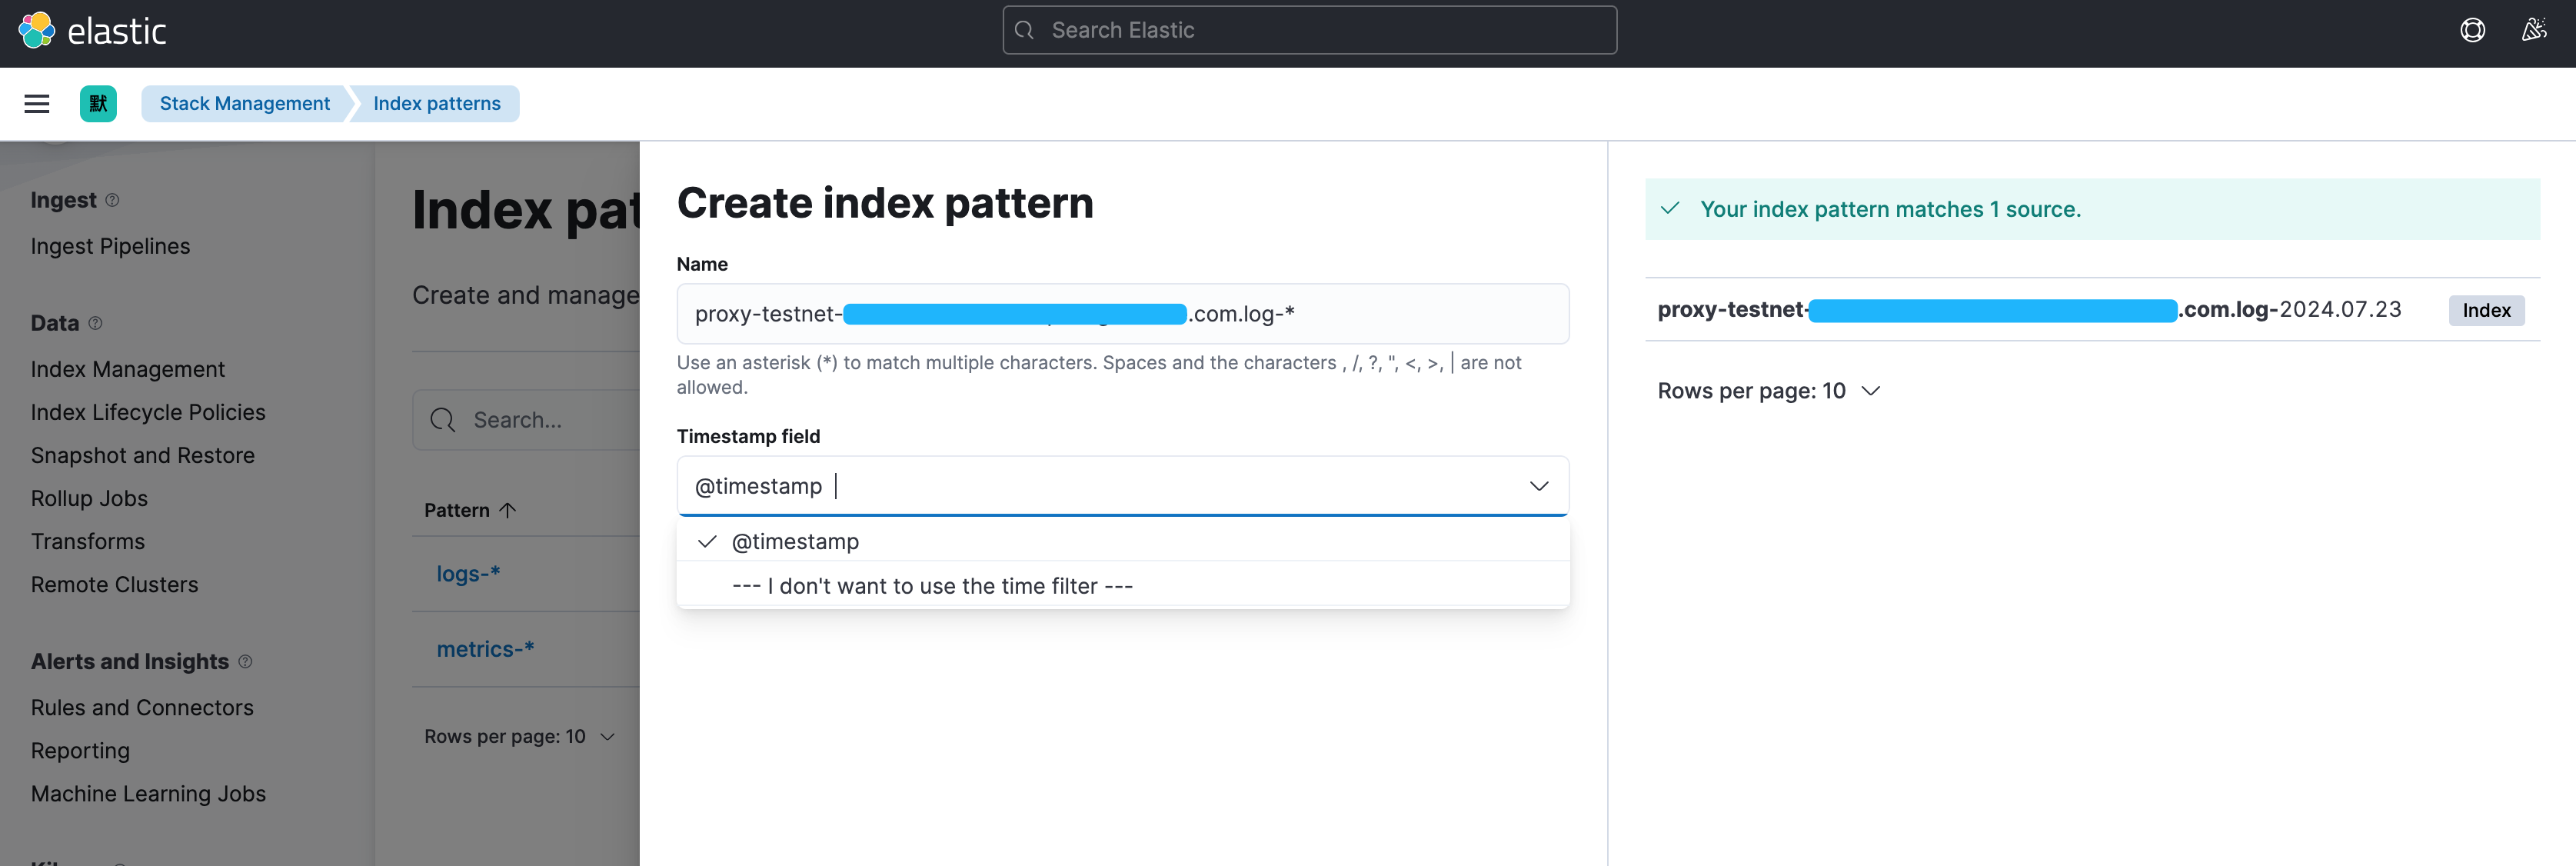 elastic
Search Elastic
默
Stack Management
Index patterns
Ingest
Ingest Pipelines
Data
Index Management
Index Lifecycle Policies
Snapshot and Restore
Rollup Jobs
Transforms
Remote Clusters
Alerts and Insights
Rules and Connectors
Reporting
Machine Learning Jobs
Index pat
Create and manage
Search...
Pattern
logs-*
metrics-*
Rows per page: 10
Create index pattern
Name
proxy-testnet- .com.log-*
Use an asterisk (*) to match multiple characters. Spaces and the characters , /, ?, ", <, >, | are not
allowed.
Timestamp field
@timestamp
@timestamp
--- I don't want to use the time filter ---
Your index pattern matches 1 source.
proxy-testnet- .com.log-2024.07.23
Index
Rows per page: 10